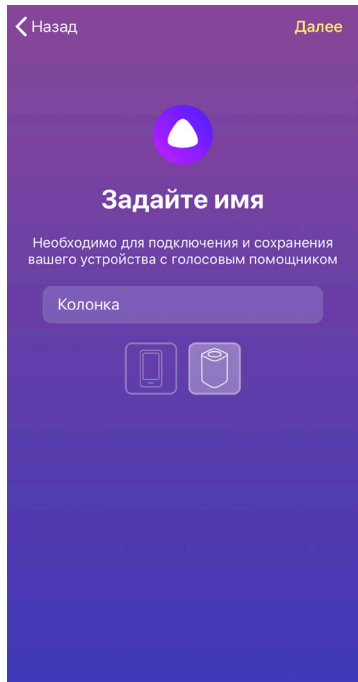 Назад
Далее
Задайте имя
Необходимо для подключения и сохранения
вашего устройства с голосовым помощником
Колонка